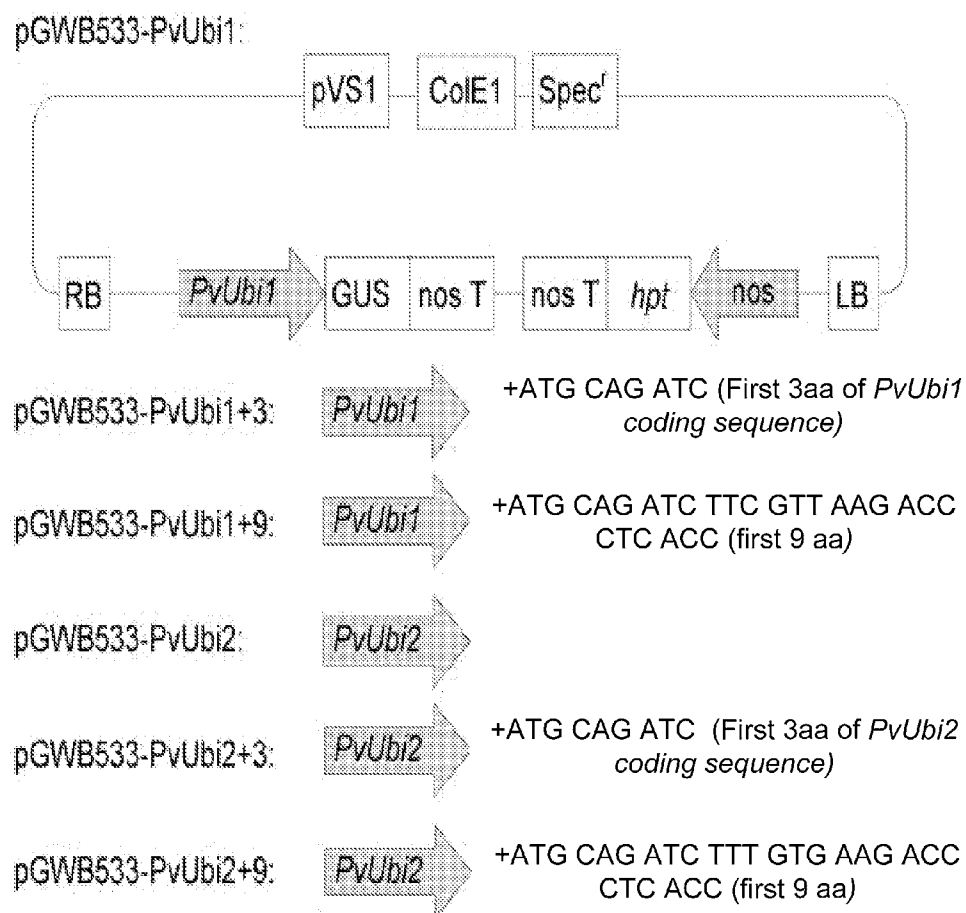 pGWB533-PvUbi1:
pVS1 ColE1 Specʳ
RB PvUbi1 GUS nos T nos T hpt nos LB
pGWB533-PvUbi1+3: PvUbi1 +ATG CAG ATC (First 3aa of PvUbi1
coding sequence)
pGWB533-PvUbi1+9: PvUbi1 +ATG CAG ATC TTC GTT AAG ACC
CTC ACC (first 9 aa)
pGWB533-PvUbi2: PvUbi2
pGWB533-PvUbi2+3: PvUbi2 +ATG CAG ATC (First 3aa of PvUbi2
coding sequence)
pGWB533-PvUbi2+9: PvUbi2 +ATG CAG ATC TTT GTG AAG ACC
CTC ACC (first 9 aa)